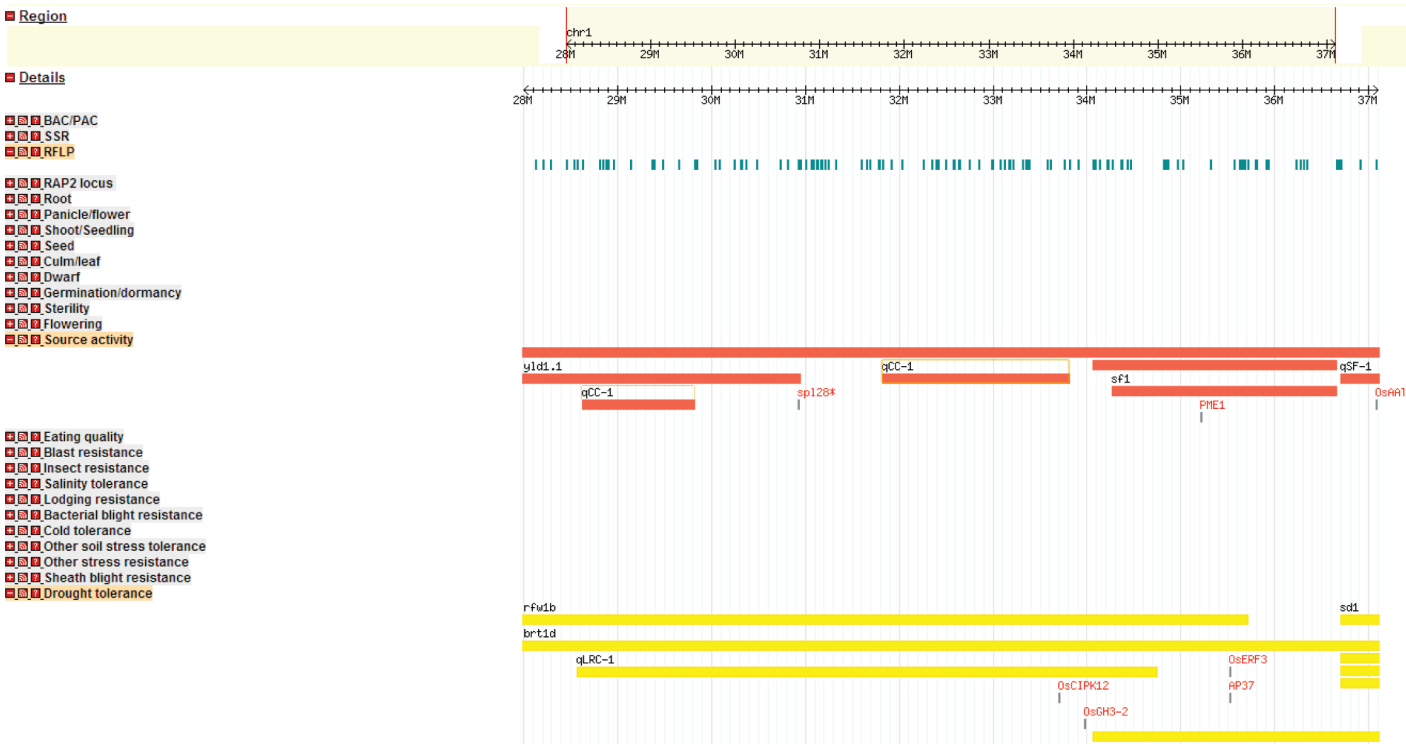 Region
chr1
28M 29M 30M 31M 32M 33M 34M 35M 36M 37M
Details
28M 29M 30M 31M 32M 33M 34M 35M 36M 37M
BAC/PAC
SSR
RFLP
RAP2 locus
Root
Panicle/flower
Shoot/Seedling
Seed
Culm/leaf
Dwarf
Germination/dormancy
Sterility
Flowering
Source activity
yld1.1 qCC-1 qSF-1
sf1
qCC-1 spl28* OsAAT
PME1
Eating quality
Blast resistance
Insect resistance
Salinity tolerance
Lodging resistance
Bacterial blight resistance
Cold tolerance
Other soil stress tolerance
Other stress resistance
Sheath blight resistance
Drought tolerance
rfw1b sd1
brt1d
qLRC-1 OsERF3
OsCIPK12 AP37
OsGH3-2